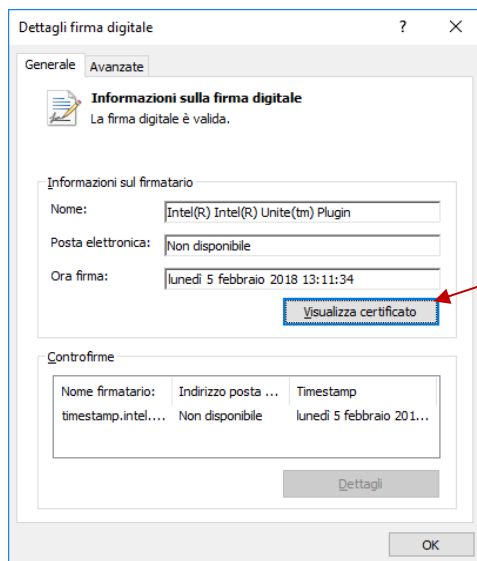 Dettagli firma digitale
Generale Avanzate
Informazioni sulla firma digitale
La firma digitale è valida.
Informazioni sul firmatario
Nome: Intel(R) Intel(R) Unite(tm) Plugin
Posta elettronica: Non disponibile
Ora firma: lunedì 5 febbraio 2018 13:11:34
Visualizza certificato
Controfirme
Nome firmatario: Indirizzo posta ... Timestamp
timestamp.intel.... Non disponibile lunedì 5 febbraio 201...
Dettagli
OK